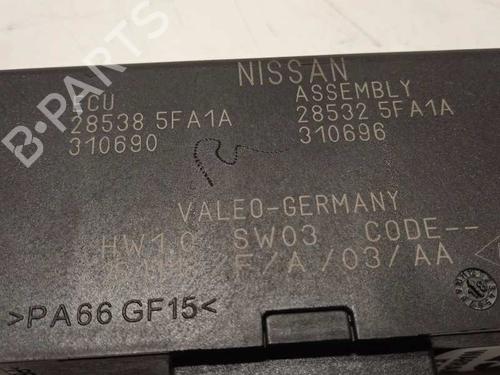 B-PARTS
NISSAN
ECU ASSEMBLY
28538 5FA1A 28532 5FA1A
310690 310696
VALEO-GERMANY
HW1.0 SW03 CODE--
F/A/03/AA
>PA66 GF15<